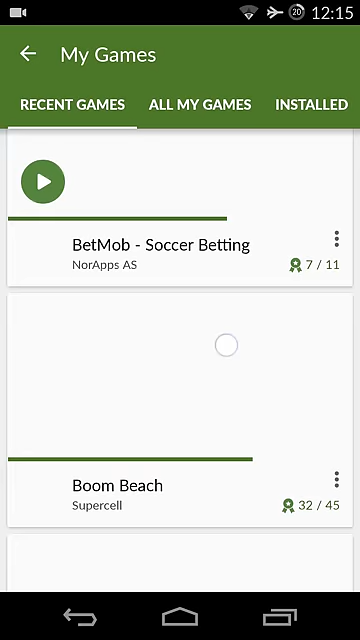 20 12:15
My Games
RECENT GAMES ALL MY GAMES INSTALLED
BetMob - Soccer Betting
NorApps AS 7 / 11
Boom Beach
Supercell 32 / 45